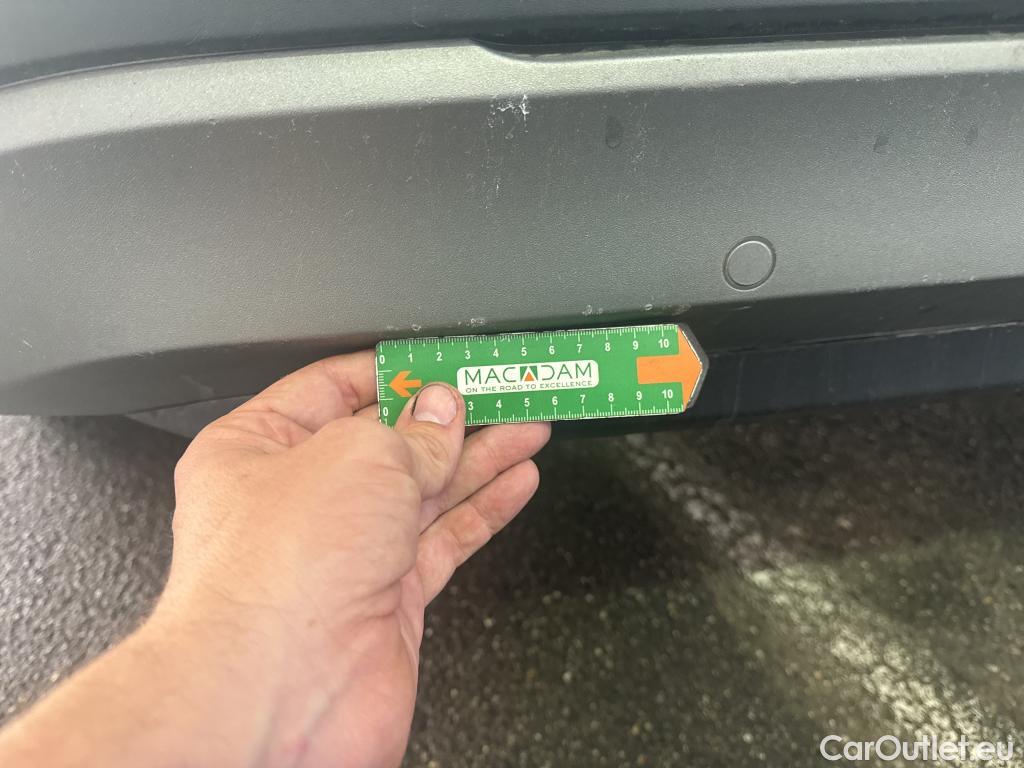 0 1 2 3 4 5 6 7 8 9 10
MACADAM
ON THE ROAD TO EXCELLENCE
0 1 3 4 5 6 7 8 9 10
CarOutlet.eu